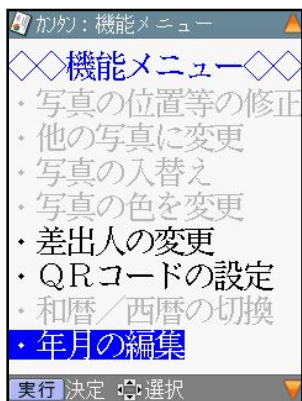 カンタン：機能メニュー
◇◇機能メニュー◇◇
・写真の位置等の修正
・他の写真に変更
・写真の入替え
・写真の色を変更
・差出人の変更
・ＱＲコードの設定
・和暦／西暦の切換
・年月の編集
実行 決定 選択